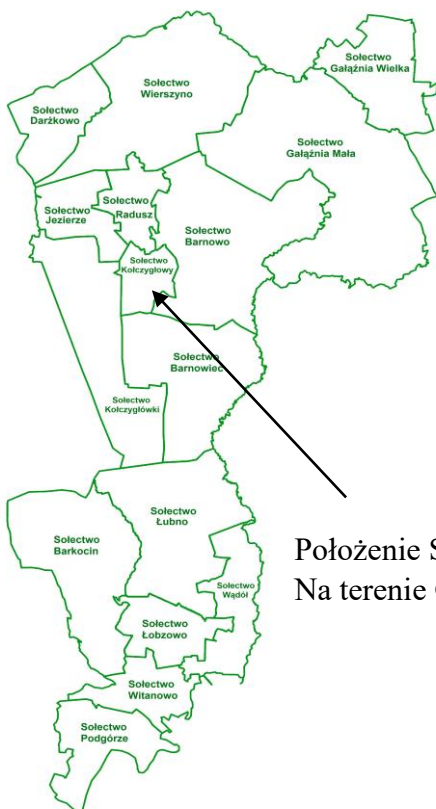 Sołectwo
Gałąźnia Wielka
Sołectwo
Wierszyno
Sołectwo
Darżkowo
Sołectwo
Gałąźnia Mała
Sołectwo
Radusz
Sołectwo
Jezierze
Sołectwo
Barnowo
Sołectwo
Kołczygłowy
Sołectwo
Barnowiec
Sołectwo
Kołczygłówki
Sołectwo
Łubno
Sołectwo
Barkocin
Sołectwo
Wądół
Sołectwo
Łobzowo
Sołectwo
Witanowo
Sołectwo
Podgórze
Położenie S
Na terenie